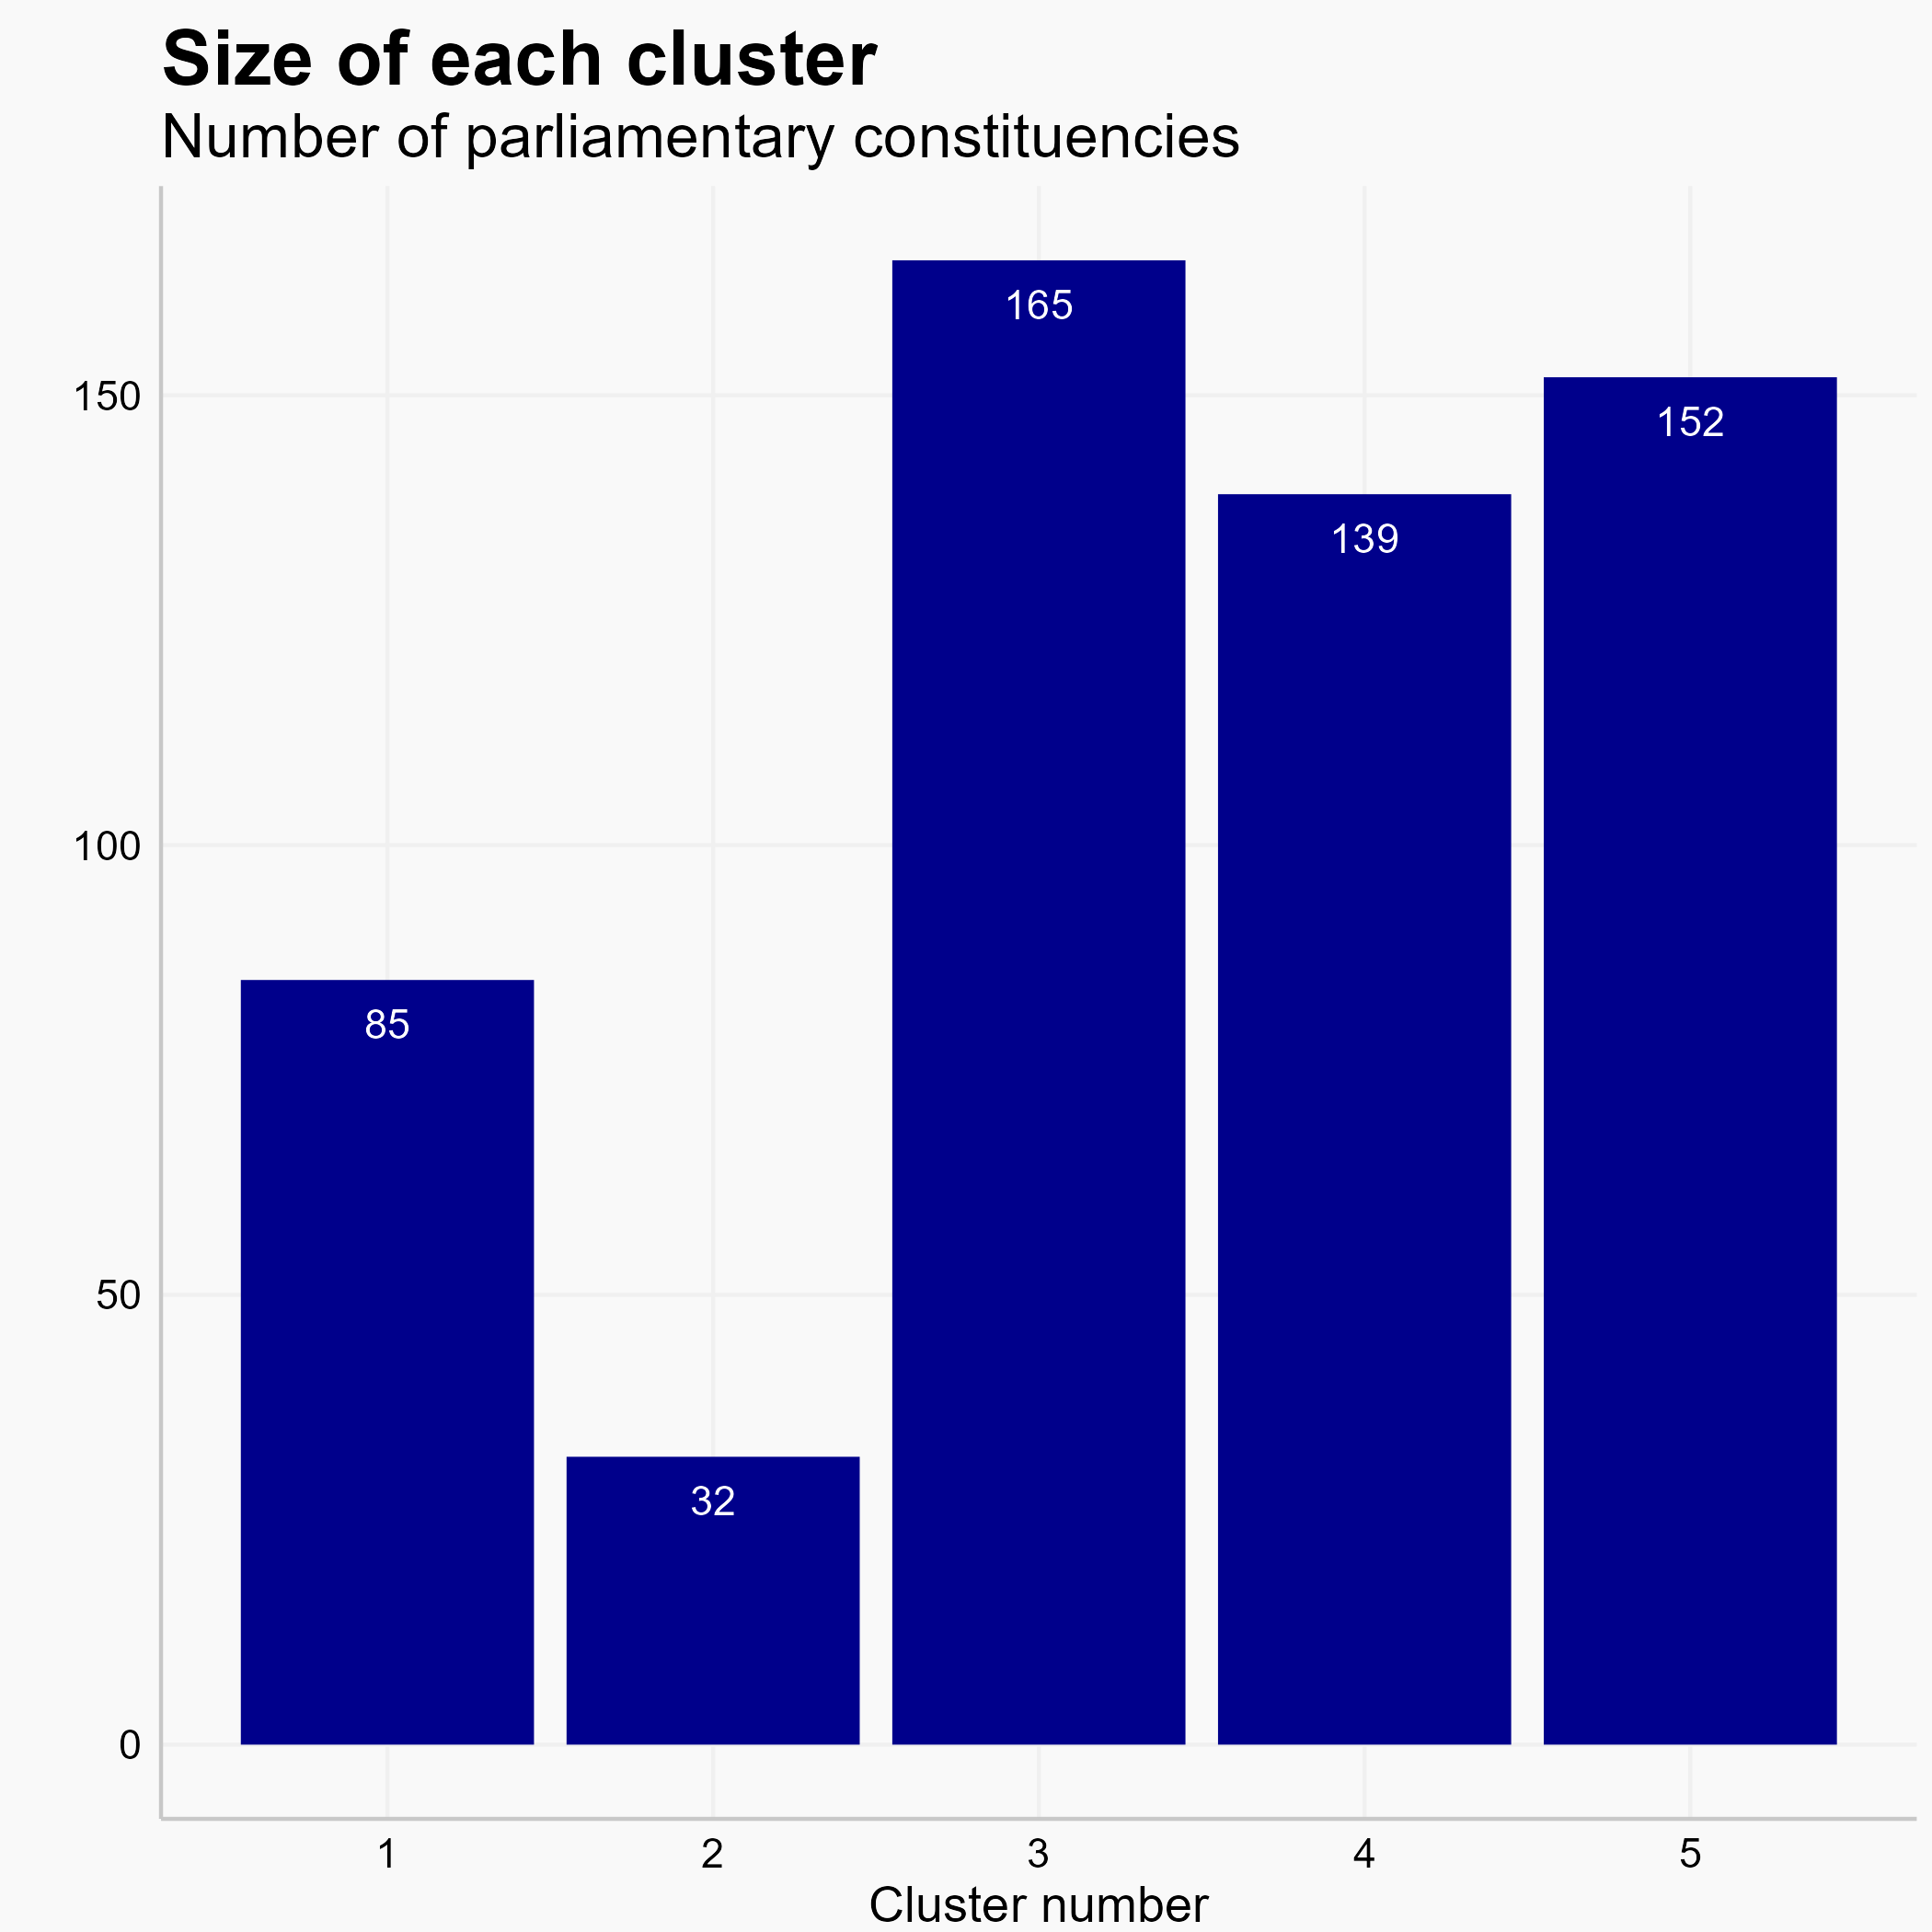 Size of each cluster
Number of parliamentary constituencies
165
150
152
139
100
85
50
32
0
1 2 3 4 5
Cluster number